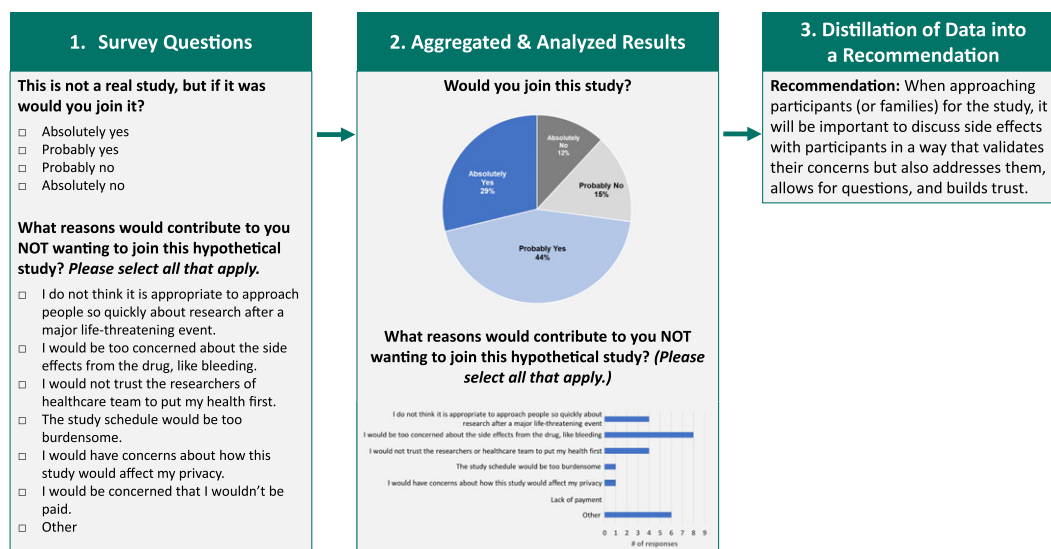 1. Survey Questions
This is not a real study, but if it was
would you join it?
□ Absolutely yes
□ Probably yes
□ Probably no
□ Absolutely no
What reasons would contribute to you
NOT wanting to join this hypothetical
study? Please select all that apply.
□ I do not think it is appropriate to approach
people so quickly about research after a
major life-threatening event.
□ I would be too concerned about the side
effects from the drug, like bleeding.
□ I would not trust the researchers of
healthcare team to put my health first.
□ The study schedule would be too
burdensome.
□ I would have concerns about how this
study would affect my privacy.
□ I would be concerned that I wouldn't be
paid.
□ Other
2. Aggregated & Analyzed Results
Would you join this study?
Absolutely
No
12%
Absolutely
Yes
29%
Probably No
15%
Probably Yes
44%
What reasons would contribute to you NOT
wanting to join this hypothetical study? (Please
select all that apply.)
I do not think it is appropriate to approach people so quickly about
research after a major life-threatening event
I would be too concerned about the side effects from the drug, like bleeding
I would not trust the researchers or healthcare team to put my health first
The study schedule would be too burdensome
I would have concerns about how this study would affect my privacy
Lack of payment
Other
0 1 2 3 4 5 6 7 8 9
# of responses
3. Distillation of Data into
a Recommendation
Recommendation: When approaching
participants (or families) for the study, it
will be important to discuss side effects
with participants in a way that validates
their concerns but also addresses them,
allows for questions, and builds trust.